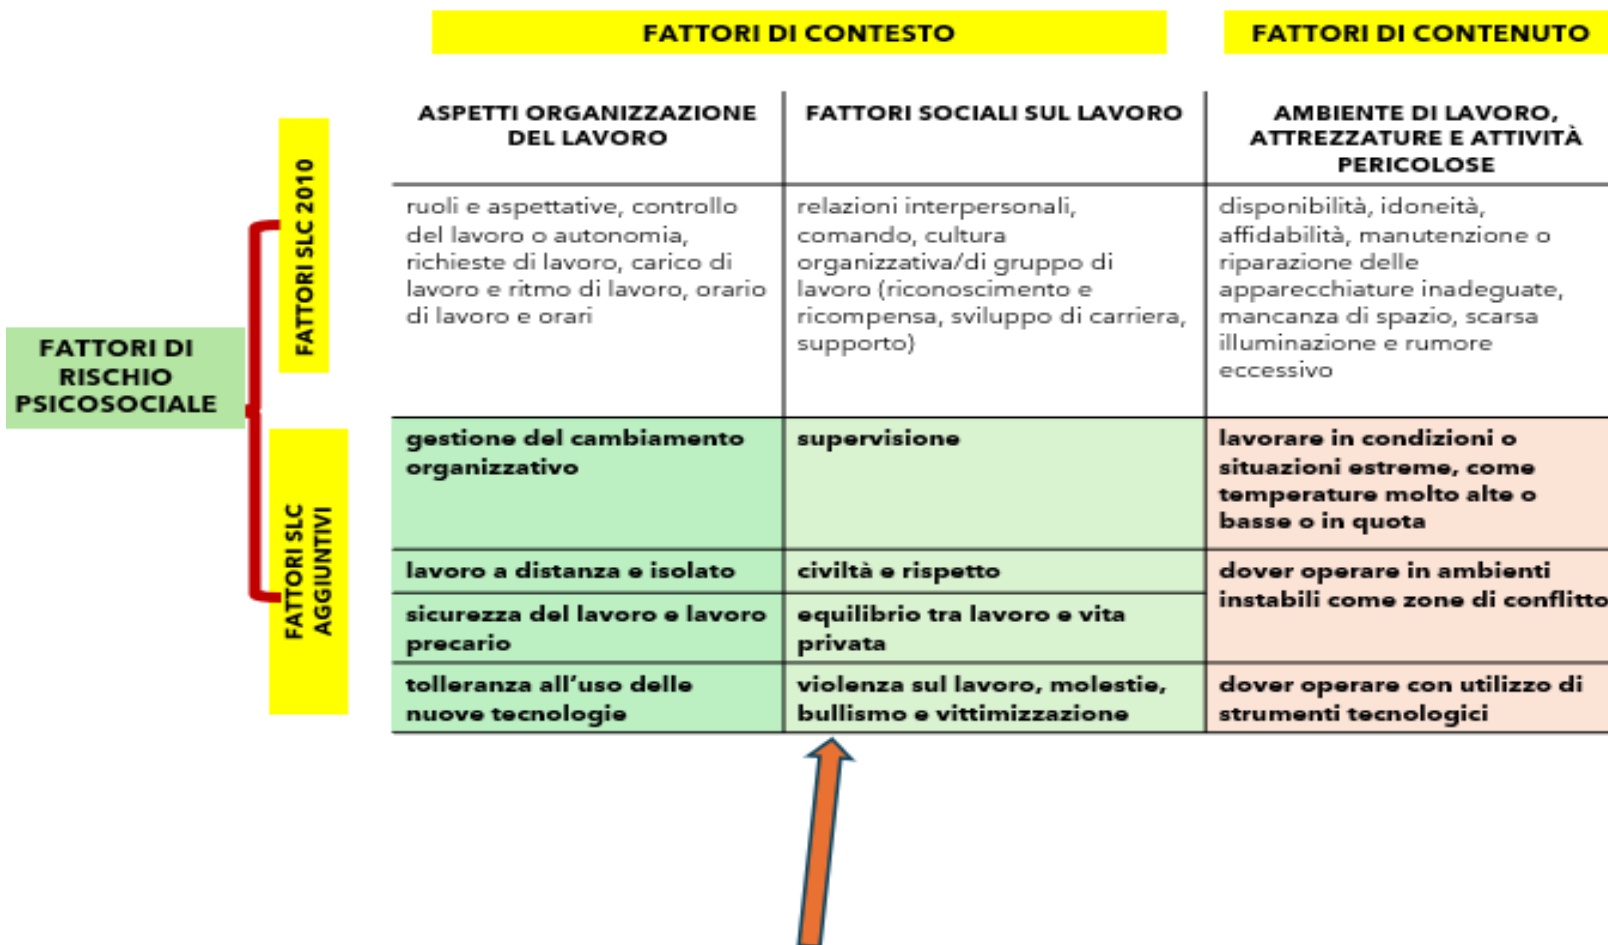 FATTORI DI CONTESTO
FATTORI DI CONTENUTO
ASPETTI ORGANIZZAZIONE
DEL LAVORO
FATTORI SOCIALI SUL LAVORO
AMBIENTE DI LAVORO,
ATTREZZATURE E ATTIVITÀ
PERICOLOSE
FATTORI DI
RISCHIO
PSICOSOCIALE
FATTORI SLC 2010
ruoli e aspettative, controllo
del lavoro o autonomia,
richieste di lavoro, carico di
lavoro e ritmo di lavoro, orario
di lavoro e orari
relazioni interpersonali,
comando, cultura
organizzativa/di gruppo di
lavoro (riconoscimento e
ricompensa, sviluppo di carriera,
supporto)
disponibilità, idoneità,
affidabilità, manutenzione o
riparazione delle
apparecchiature inadeguate,
mancanza di spazio, scarsa
illuminazione e rumore
eccessivo
FATTORI SLC
AGGIUNTIVI
gestione del cambiamento
organizzativo
supervisione
lavorare in condizioni o
situazioni estreme, come
temperature molto alte o
basse o in quota
lavoro a distanza e isolato
civiltà e rispetto
dover operare in ambienti
instabili come zone di conflitto
sicurezza del lavoro e lavoro
precario
equilibrio tra lavoro e vita
privata
tolleranza all'uso delle
nuove tecnologie
violenza sul lavoro, molestie,
bullismo e vittimizzazione
dover operare con utilizzo di
strumenti tecnologici